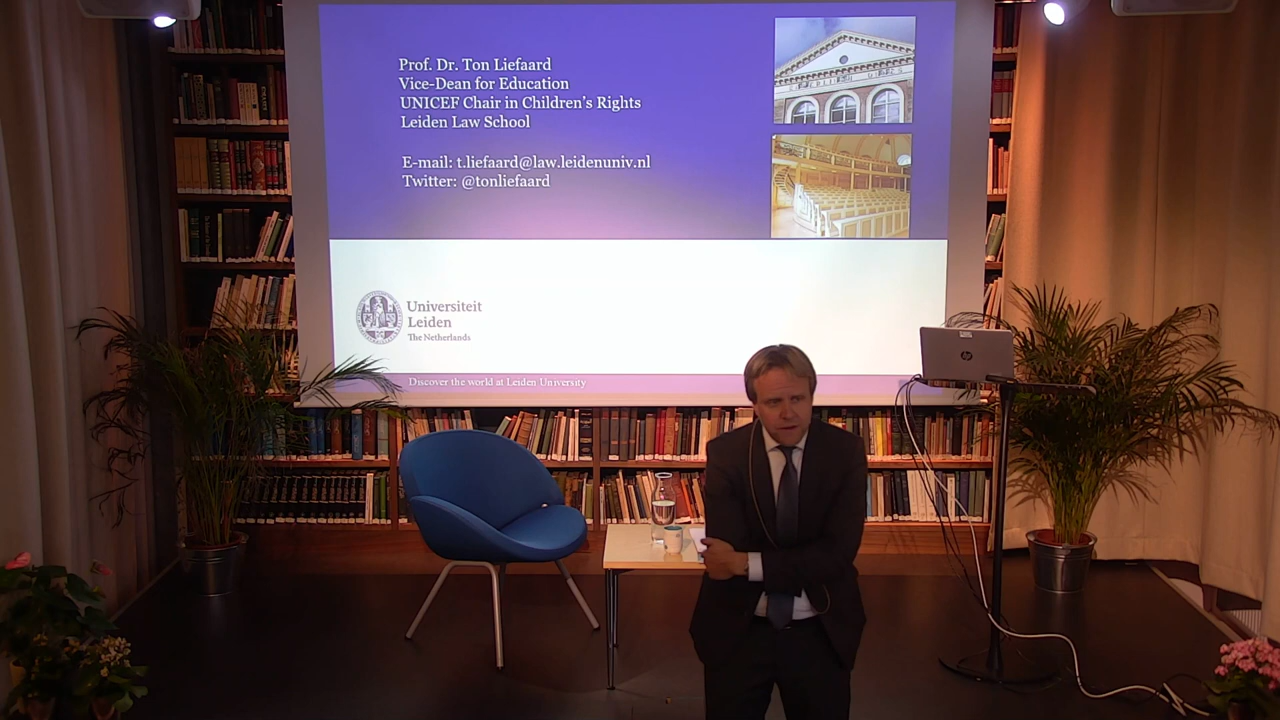 Prof. Dr. Ton Liefaard
Vice-Dean for Education
UNICEF Chair in Children's Rights
Leiden Law School
E-mail: t.liefaard@law.leidenuniv.nl
Twitter: @tonliefaard
Universiteit
Leiden
The Netherlands
Discover the world at Leiden University
hp